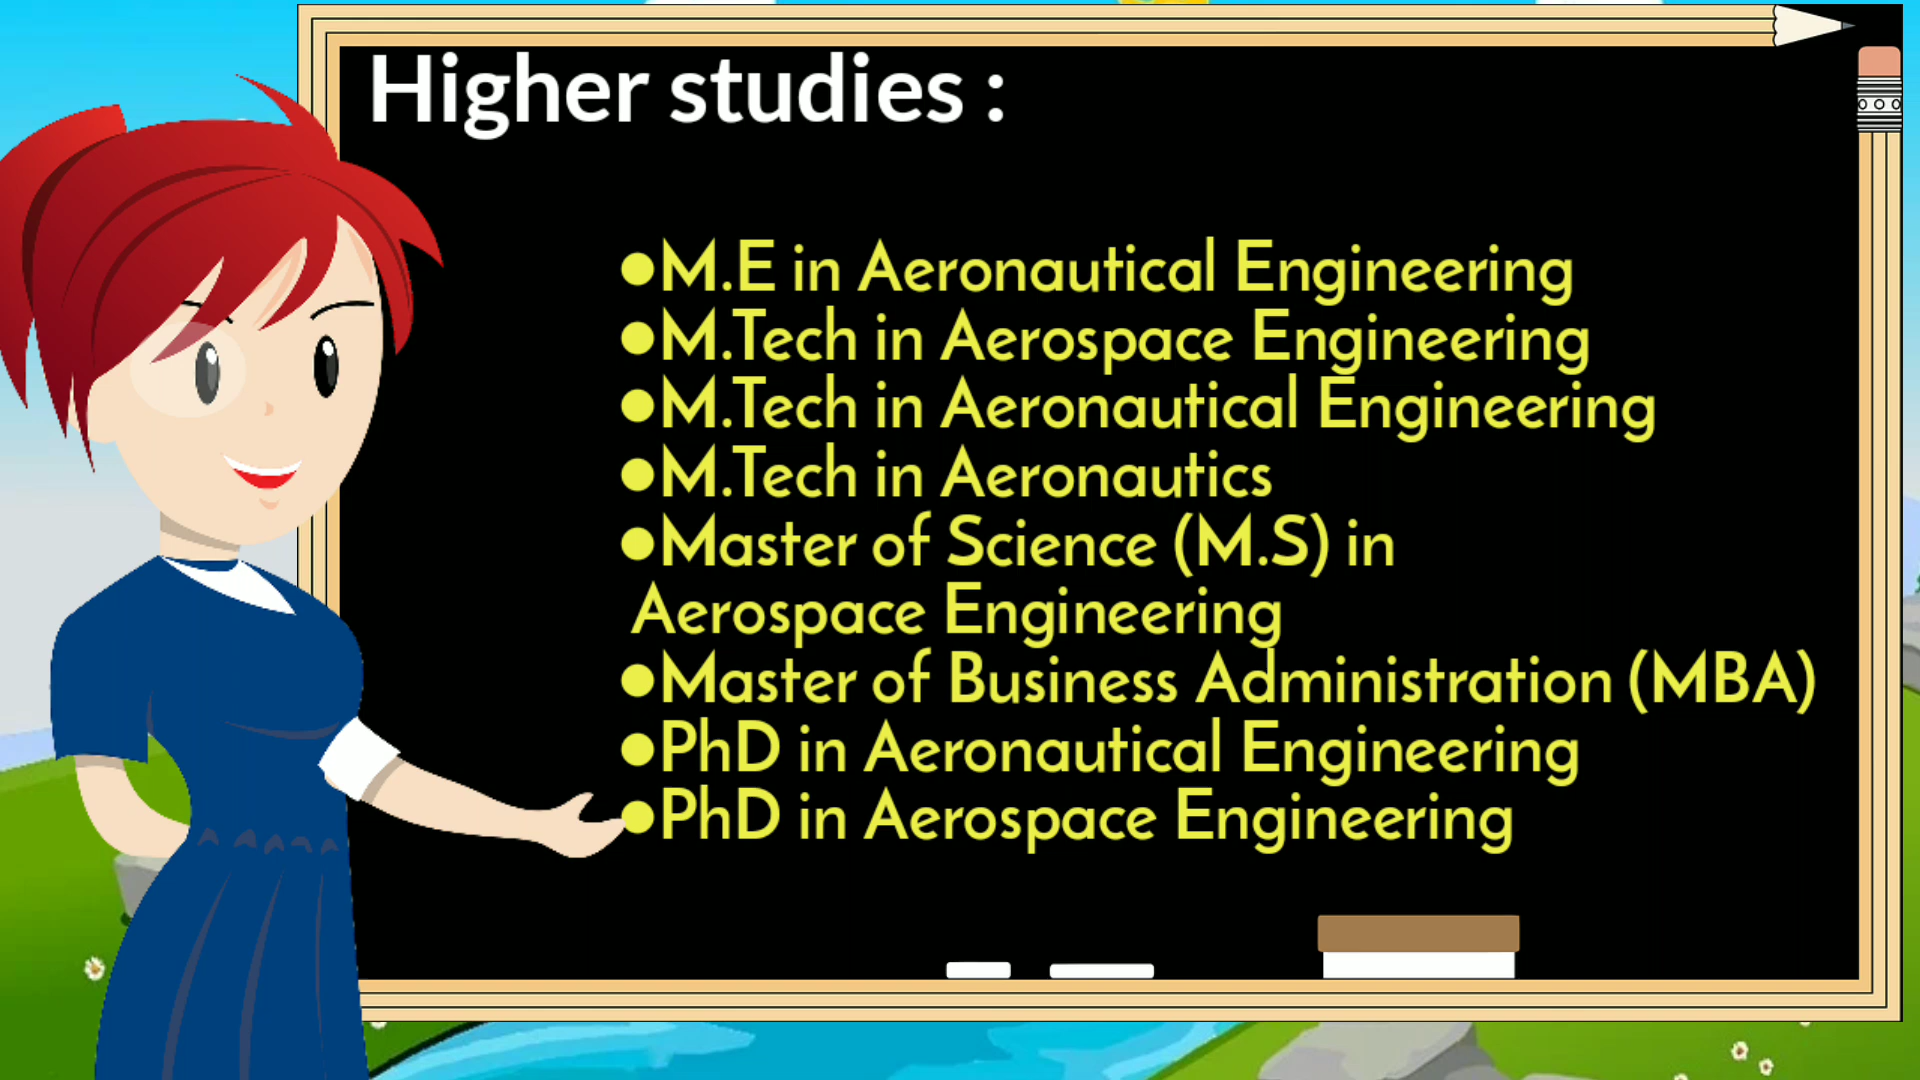 Higher studies :
●M.E in Aeronautical Engineering
●M.Tech in Aerospace Engineering
●M.Tech in Aeronautical Engineering
●M.Tech in Aeronautics
●Master of Science (M.S) in
Aerospace Engineering
●Master of Business Administration (MBA)
●PhD in Aeronautical Engineering
●PhD in Aerospace Engineering